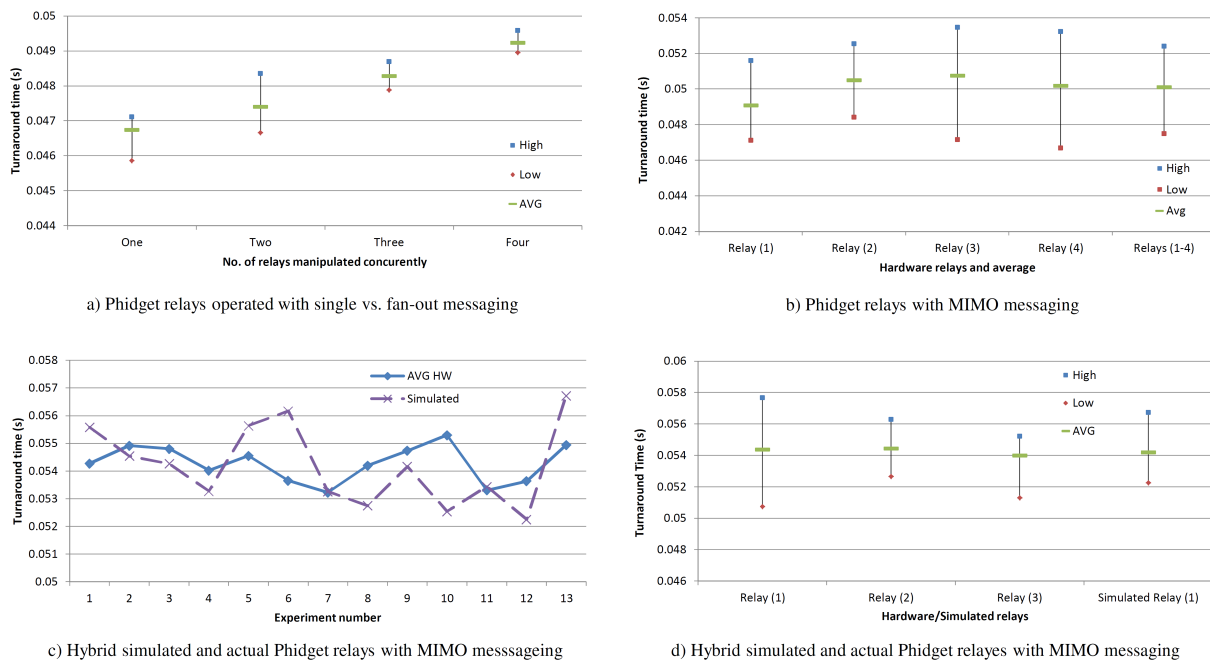 0.05
0.049
0.048
0.047
0.046
0.045
0.044
Turnaround time (s)
High
Low
AVG
One Two Three Four
No. of relays manipulated concurently
a) Phidget relays operated with single vs. fan-out messaging
0.054
0.052
0.05
0.048
0.046
0.044
0.042
Turnaround time (s)
High
Low
Avg
Relay (1) Relay (2) Relay (3) Relay (4) Relays (1-4)
Hardware relays and average
b) Phidget relays with MIMO messaging
0.058
0.057
0.056
0.055
0.054
0.053
0.052
0.051
0.05
Turnaround time (s)
AVG HW
Simulated
1 2 3 4 5 6 7 8 9 10 11 12 13
Experiment number
c) Hybrid simulated and actual Phidget relays with MIMO messsageing
0.06
0.058
0.056
0.054
0.052
0.05
0.048
0.046
Turnaround Time (s)
High
Low
AVG
Relay (1) Relay (2) Relay (3) Simulated Relay (1)
Hardware/Simulated relays
d) Hybrid simulated and actual Phidget relayes with MIMO messaging